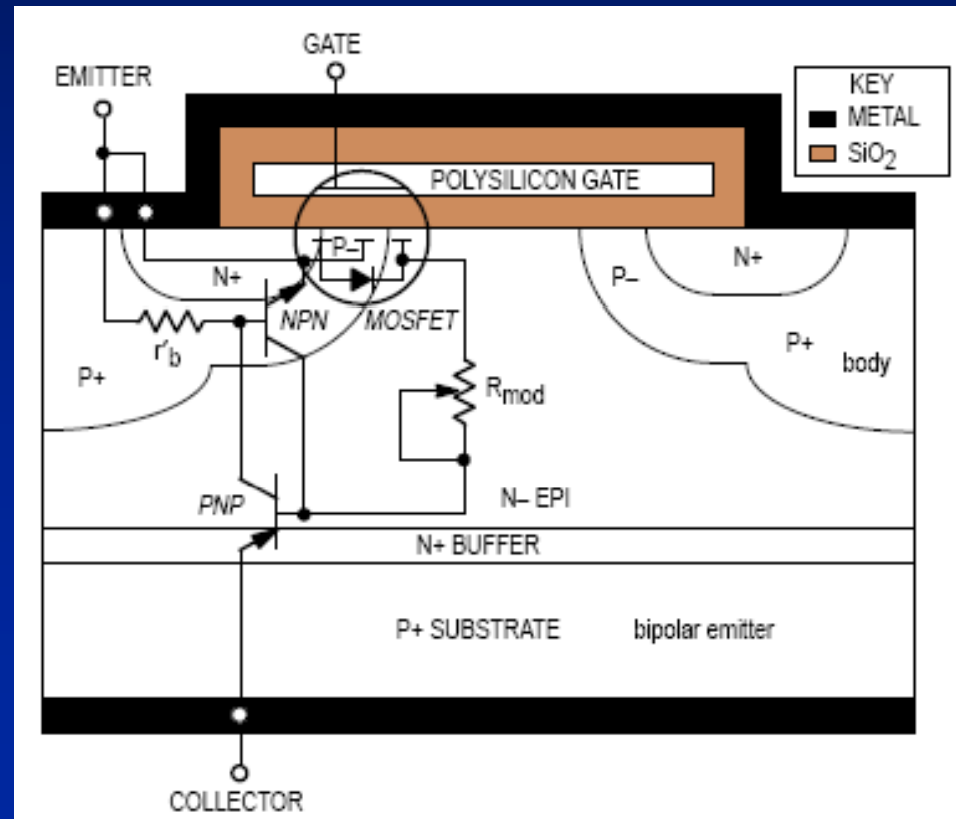 GATE
EMITTER
KEY
METAL
SiO2
POLYSILICON GATE
P–
N+
NPN
MOSFET
r'b
P+
Rmod
PNP
P–
N+
P+
body
N– EPI
N+ BUFFER
P+ SUBSTRATE bipolar emitter
COLLECTOR